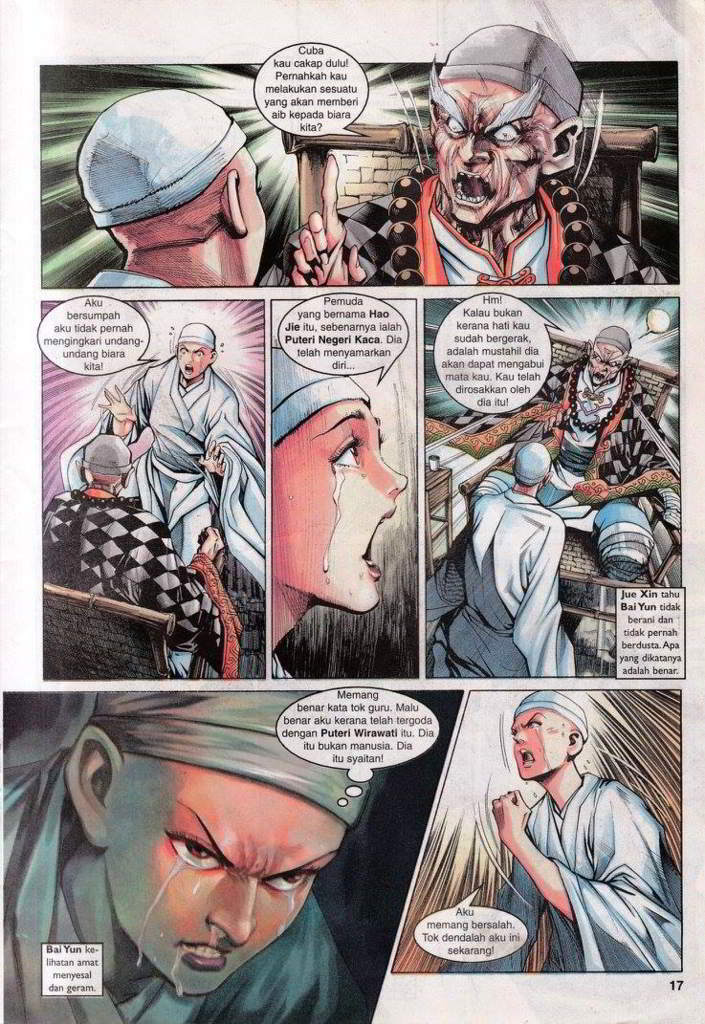 Cuba
kau cakap dulu!
Pernahkah kau
melakukan sesuatu
yang akan memberi
aib kepada biara
kita?
Aku
bersumpah
aku tidak pernah
mengingkari undang-
undang biara
kita!
Pemuda
yang bernama Hao
Jie itu, sebenarnya ialah
Puteri Negeri Kaca. Dia
telah menyamarkan
diri...
Hm!
Kalau bukan
kerana hati kau
sudah bergerak,
adalah mustahil dia
akan dapat mengabui
mata kau. Kau telah
dirosakkan oleh
dia itu!
Jue Xin tahu
Bai Yun tidak
berani dan
tidak pernah
berdusta. Apa
yang dikatanya
adalah benar.
Memang
benar kata tok guru. Malu
benar aku kerana telah tergoda
dengan Puteri Wirawati itu. Dia
itu bukan manusia. Dia
itu syaitan!
Bai Yun ke-
lihatan amat
menyesal
dan geram.
Aku
memang bersalah.
Tok dendalah aku ini
sekarang!
17